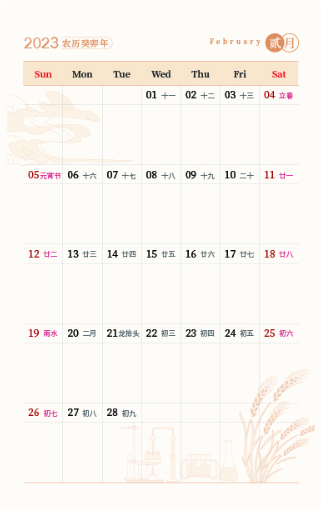 2023 农历癸卯年
February 贰月
Sun Mon Tue Wed Thu Fri Sat
01 十一 02 十二 03 十三 04 立春
05 元宵节 06 十六 07 十七 08 十八 09 十九 10 二十 11 廿一
12 廿二 13 廿三 14 廿四 15 廿五 16 廿六 17 廿七 18 廿八
19 雨水 20 二月 21 龙抬头 22 初三 23 初四 24 初五 25 初六
26 初七 27 初八 28 初九